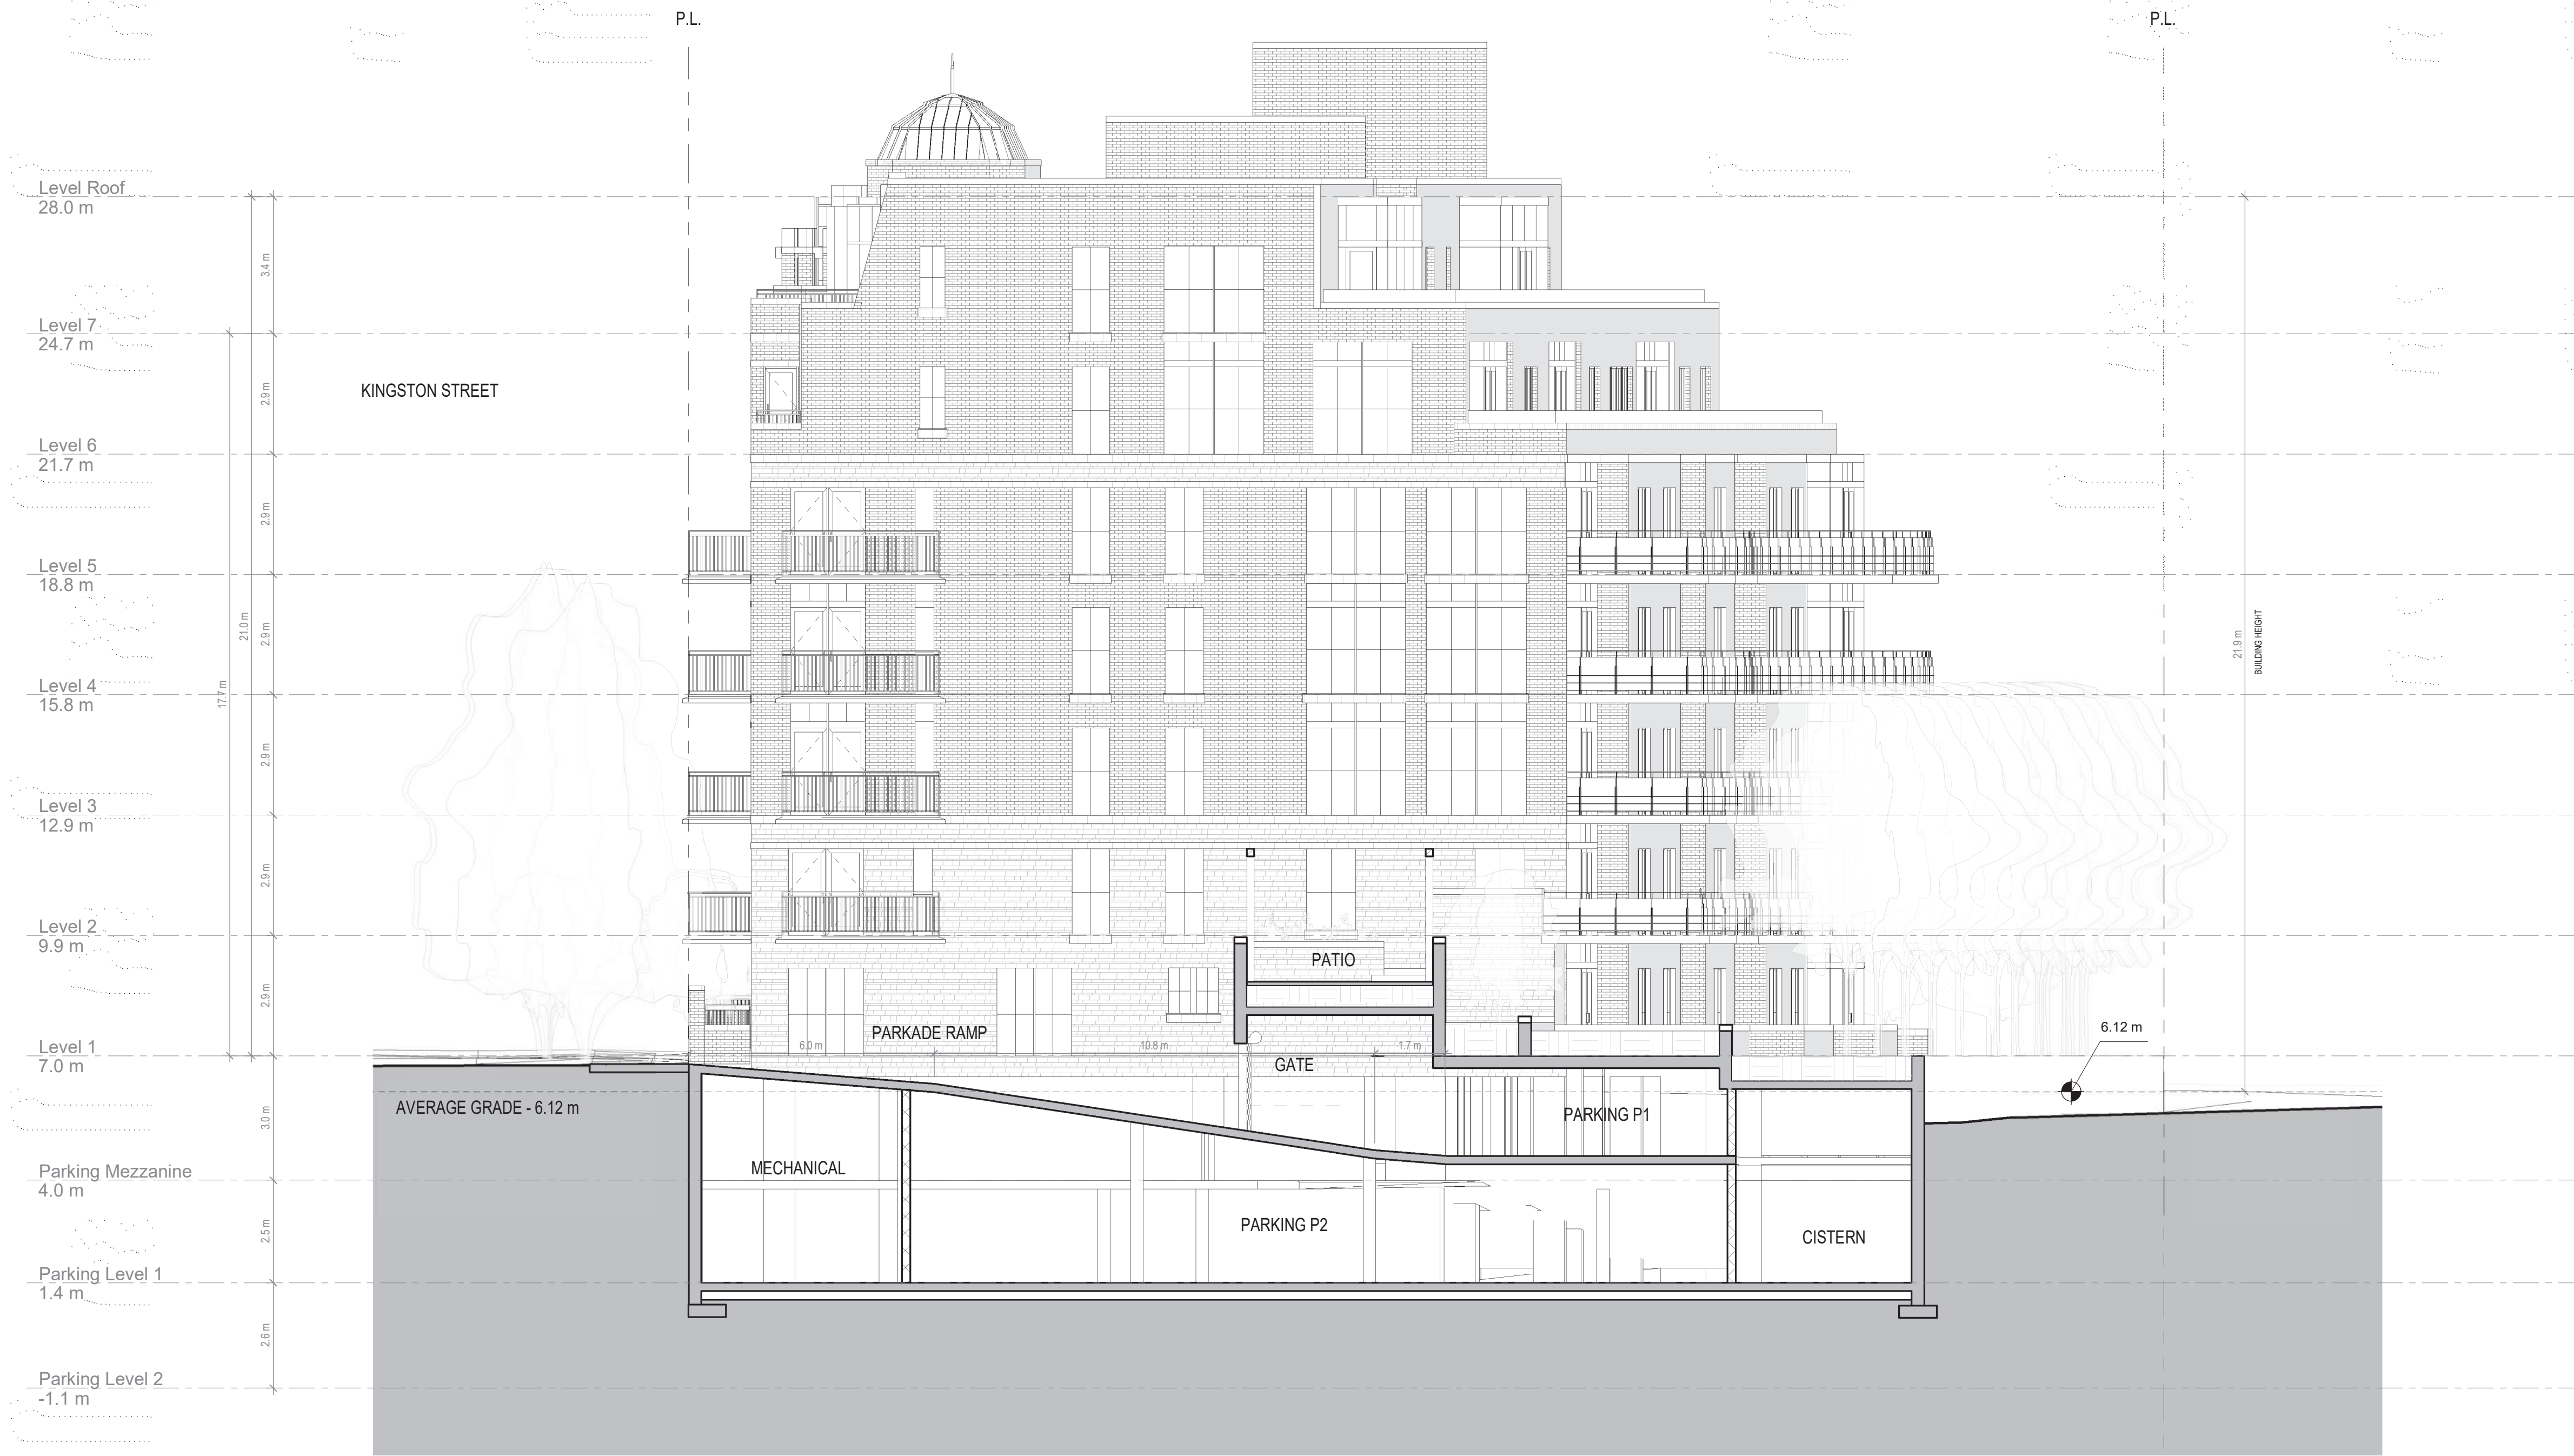 P.L.
P.L.
Level Roof
28.0 m
3.4 m
Level 7
24.7 m
KINGSTON STREET
2.9 m
Level 6
21.7 m
2.9 m
Level 5
18.8 m
21.0 m
2.9 m
21.9 m
BUILDING HEIGHT
Level 4
15.8 m
17.7 m
2.9 m
Level 3
12.9 m
2.9 m
Level 2
9.9 m
PATIO
2.9 m
PARKADE RAMP
6.12 m
Level 1
7.0 m
6.0 m
10.8 m
1.7 m
GATE
AVERAGE GRADE - 6.12 m
3.0 m
PARKING P1
MECHANICAL
Parking Mezzanine
4.0 m
2.5 m
PARKING P2
CISTERN
Parking Level 1
1.4 m
2.6 m
Parking Level 2
-1.1 m